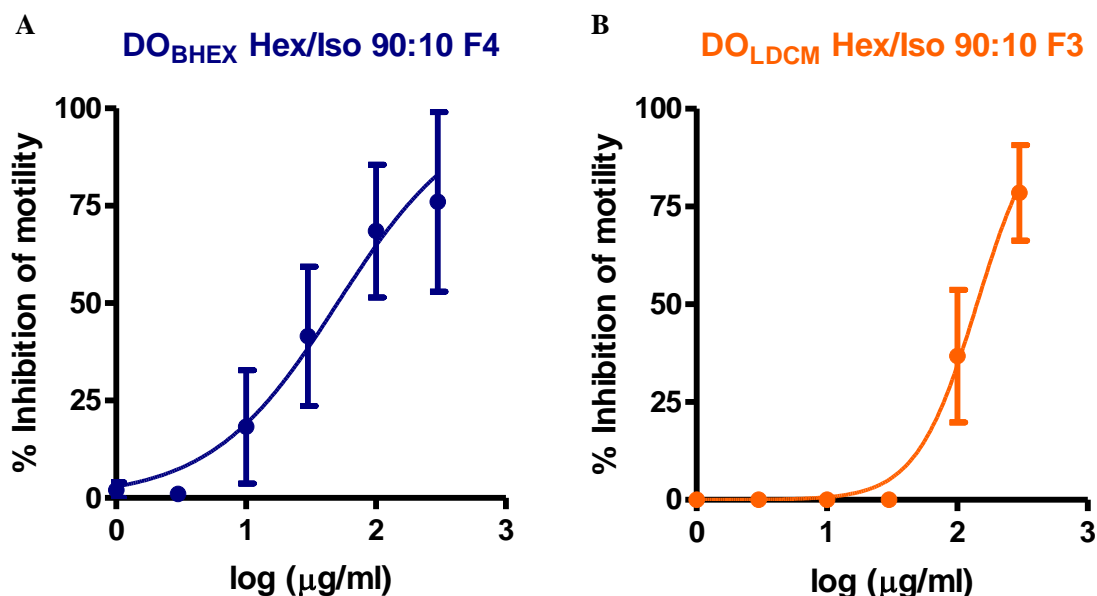 A
DO_BHEX Hex/Iso 90:10 F4
100
75
50
25
0
% Inhibition of motility
0 1 2 3
log (μg/ml)
B
DO_LDCM Hex/Iso 90:10 F3
100
75
50
25
0
% Inhibition of motility
0 1 2 3
log (μg/ml)